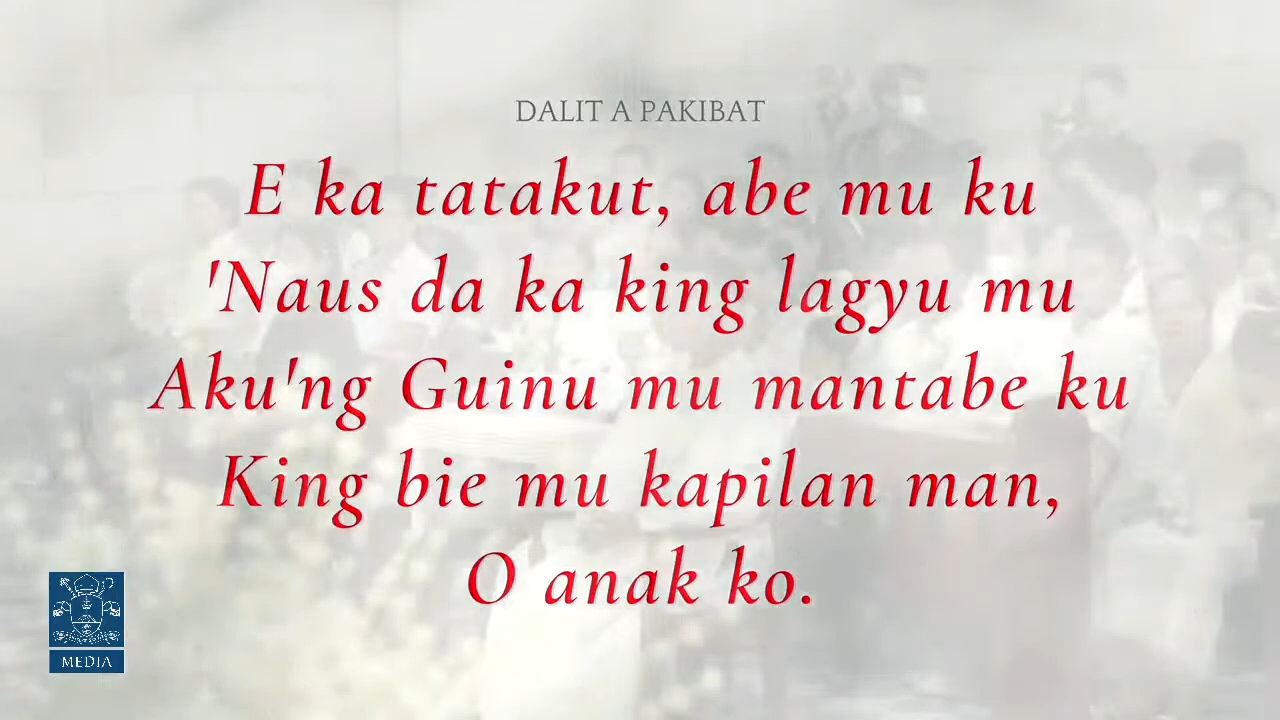 DALIT A PAKIBAT
E ka tatakut, abe mu ku
'Naus da ka king lagyu mu
Aku'ng Guinu mu mantabe ku
King bie mu kapilan man,
O anak ko.
MEDIA